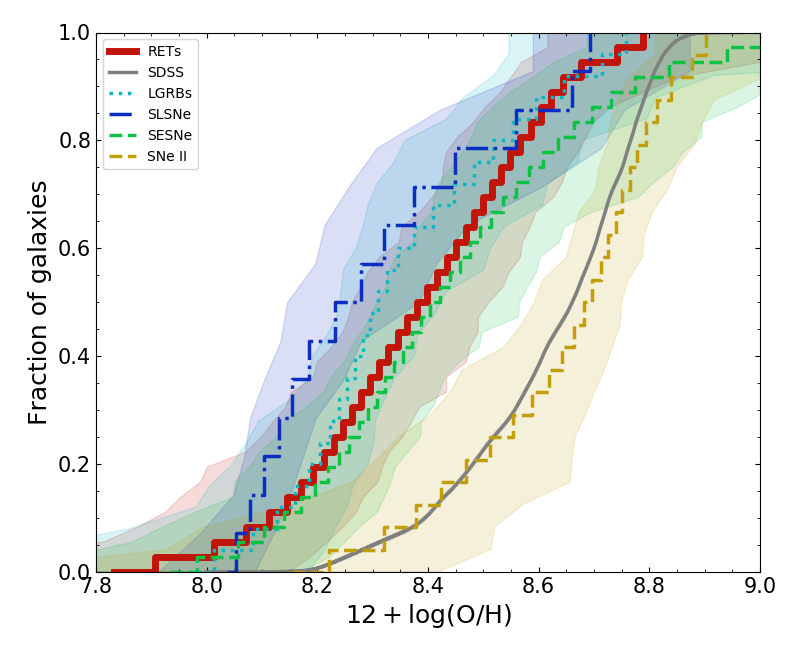 1.0
0.8
0.6
0.4
0.2
0.0
Fraction of galaxies
RETs
SDSS
LGRBs
SLSNe
SESNe
SNe II
7.8 8.0 8.2 8.4 8.6 8.8 9.0
12 + log(O/H)